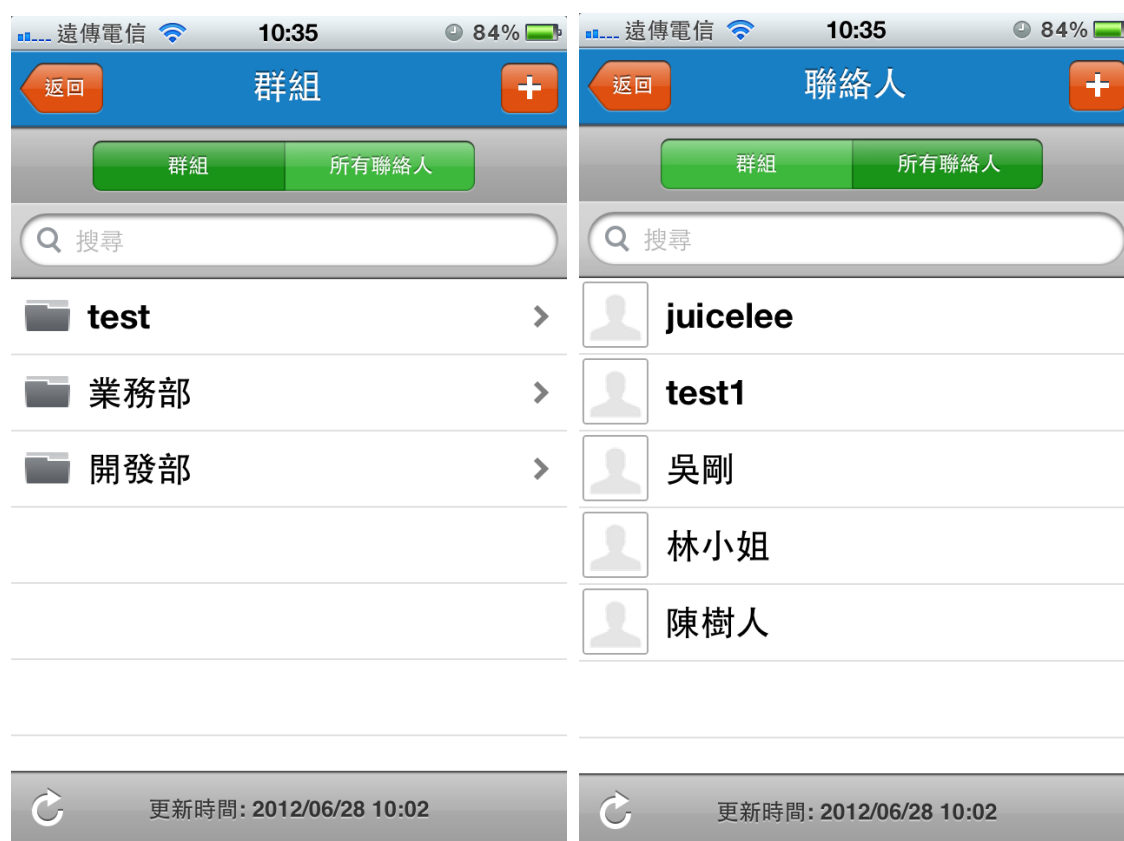 遠傳電信 10:35 84%
返回 群組 +
群組 所有聯絡人
搜尋
test
業務部
開發部
更新時間: 2012/06/28 10:02
遠傳電信 10:35 84%
返回 聯絡人 +
群組 所有聯絡人
搜尋
juicelee
test1
吳剛
林小姐
陳樹人
更新時間: 2012/06/28 10:02